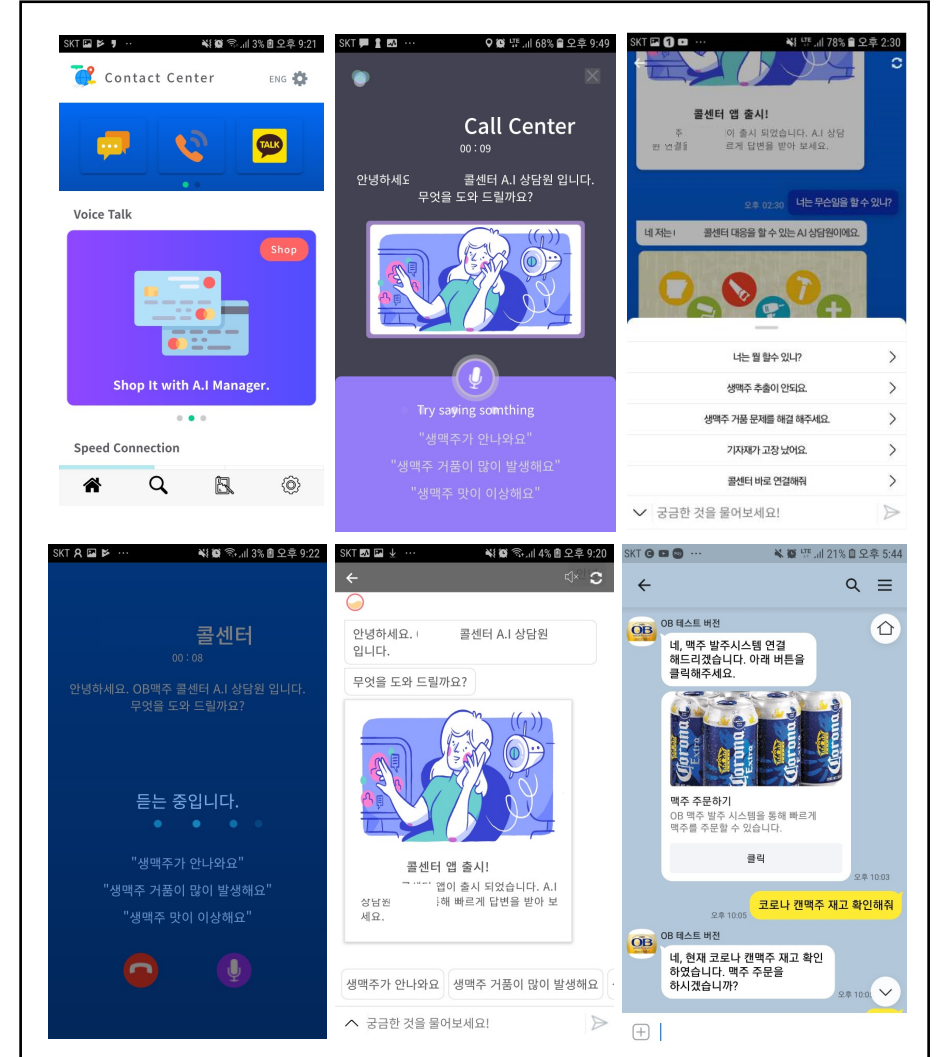 SKT ··· 3% 오후 9:21
Contact Center ENG
TALK
Voice Talk
Shop
Shop It with A.I Manager.
Speed Connection
SKT ··· LTE 68% 오후 9:49
Call Center
00:09
안녕하세요 콜센터 A.I 상담원 입니다.
무엇을 도와 드릴까요?
Try saying somthing
"생맥주가 안나와요"
"생맥주 거품이 많이 발생해요"
"생맥주 맛이 이상해요"
SKT 1 ··· LTE 78% 오후 2:30
콜센터 앱 출시!
주 이 출시 되었습니다. A.I 상담
원 연결을 르게 답변을 받아 보세요.
오후 02:30 너는 무슨일을 할 수 있니?
네 저는 콜센터 대응을 할 수 있는 AI 상담원이에요.
너는 뭘 할수 있니?
생맥주 추출이 안되요.
생맥주 거품 문제를 해결 해주세요.
기자재가 고장 났어요.
콜센터 바로 연결해줘
궁금한 것을 물어보세요!
SKT ··· 3% 오후 9:22
콜센터
00:08
안녕하세요. OB맥주 콜센터 A.I 상담원 입니다.
무엇을 도와 드릴까요?
듣는 중입니다.
"생맥주가 안나와요"
"생맥주 거품이 많이 발생해요"
"생맥주 맛이 이상해요"
SKT ··· 4% 오후 9:20
안녕하세요. 콜센터 A.I 상담원
입니다.
무엇을 도와 드릴까요?
콜센터 앱 출시!
앱이 출시 되었습니다. A.I
상담원 해 빠르게 답변을 받아 보
세요.
생맥주가 안나와요 생맥주 거품이 많이 발생해요
궁금한 것을 물어보세요!
SKT ··· LTE 21% 오후 5:44
OB OB 테스트 버전
네, 맥주 발주시스템 연결
해드리겠습니다. 아래 버튼을
클릭해주세요.
Corona Extra
맥주 주문하기
OB 맥주 발주 시스템을 통해 빠르게
맥주를 주문할 수 있습니다.
클릭
오후 10:03
오후 10:05 코로나 캔맥주 재고 확인해줘
OB OB 테스트 버전
네, 현재 코로나 캔맥주 재고 확인
하였습니다. 맥주 주문을
하시겠습니까?